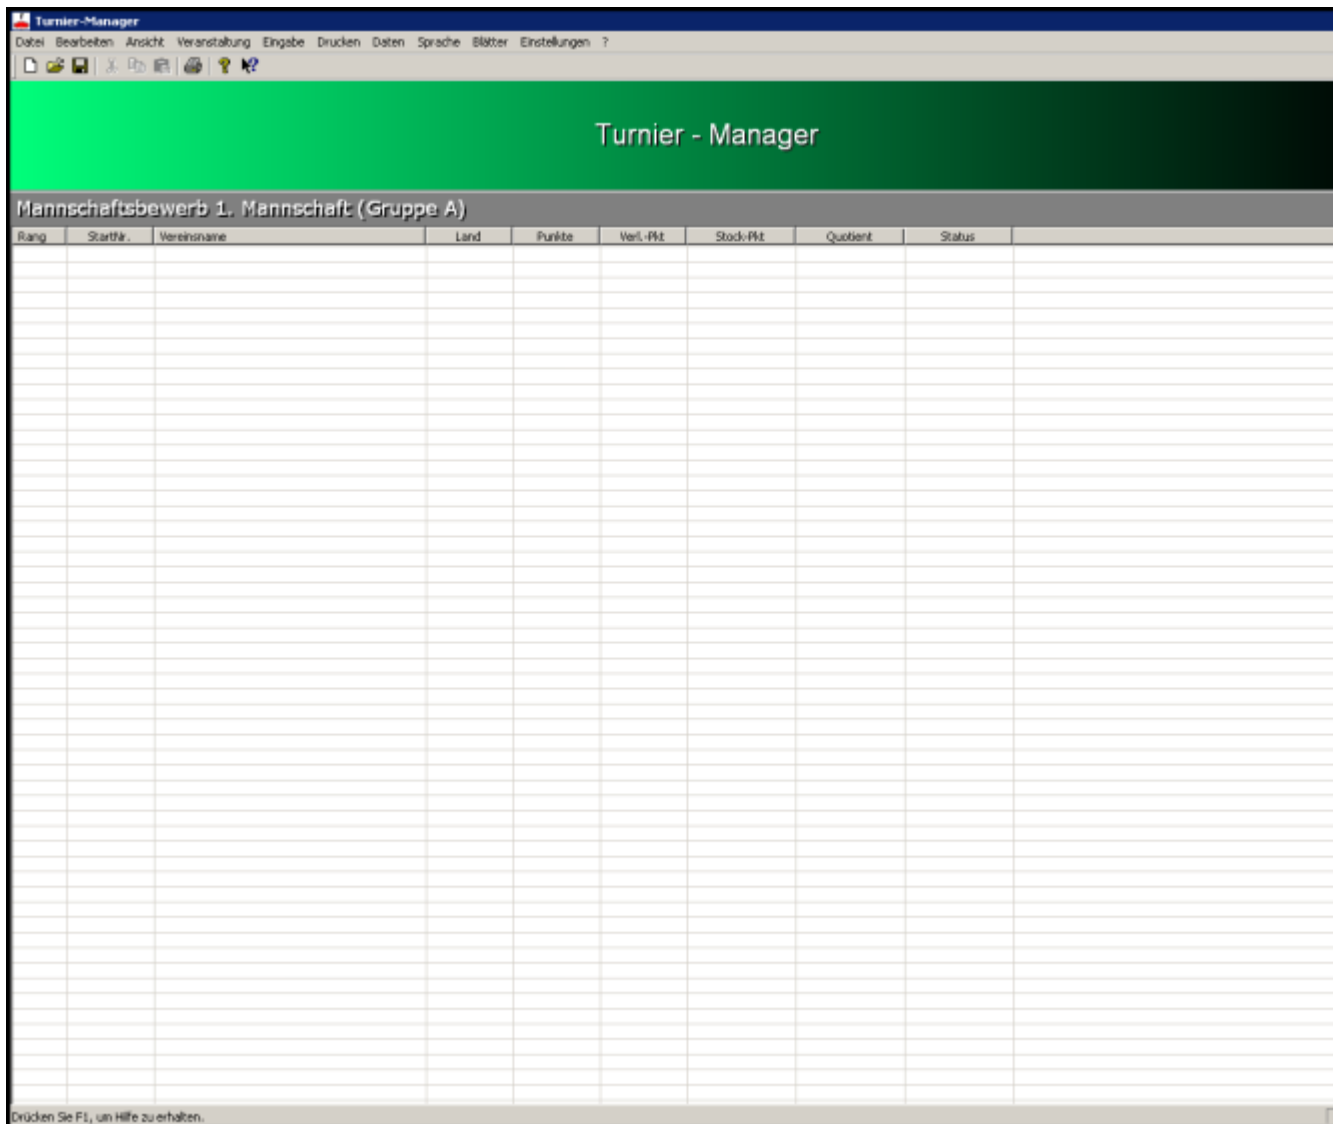 Turnier-Manager
Datei Bearbeiten Ansicht Veranstaltung Eingabe Drucken Daten Sprache Blätter Einstellungen ?
Turnier - Manager
Mannschaftsbewerb 1. Mannschaft (Gruppe A)
Rang StartNr. Vereinsname Land Punkte Verl.-Pkt Stock-Pkt Quotient Status
Drücken Sie F1, um Hilfe zu erhalten.